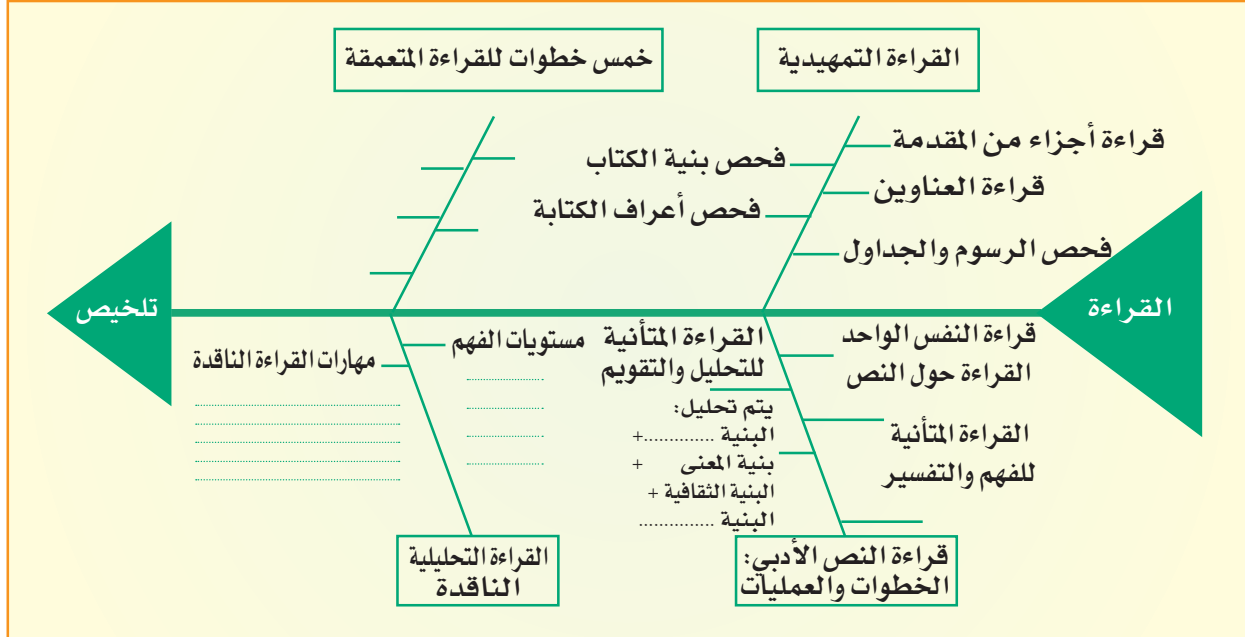 القراءة التمهيدية
خمس خطوات للقراءة المتعمقة
قراءة أجزاء من المقدمة
فحص بنية الكتاب
قراءة العناوين
فحص أعراف الكتابة
فحص الرسوم والجداول
القراءة
تلخيص
قراءة النفس الواحد
القراءة حول النص
القراءة المتأنية
للفهم والتفسير
القراءة المتأنية
للتحليل والتقويم
يتم تحليل:
البنية ..............+
بنية المعنى +
البنية الثقافية +
البنية ...............
مستويات الفهم
مهارات القراءة الناقدة
قراءة النص الأدبي:
الخطوات والعمليات
القراءة التحليلية
الناقدة